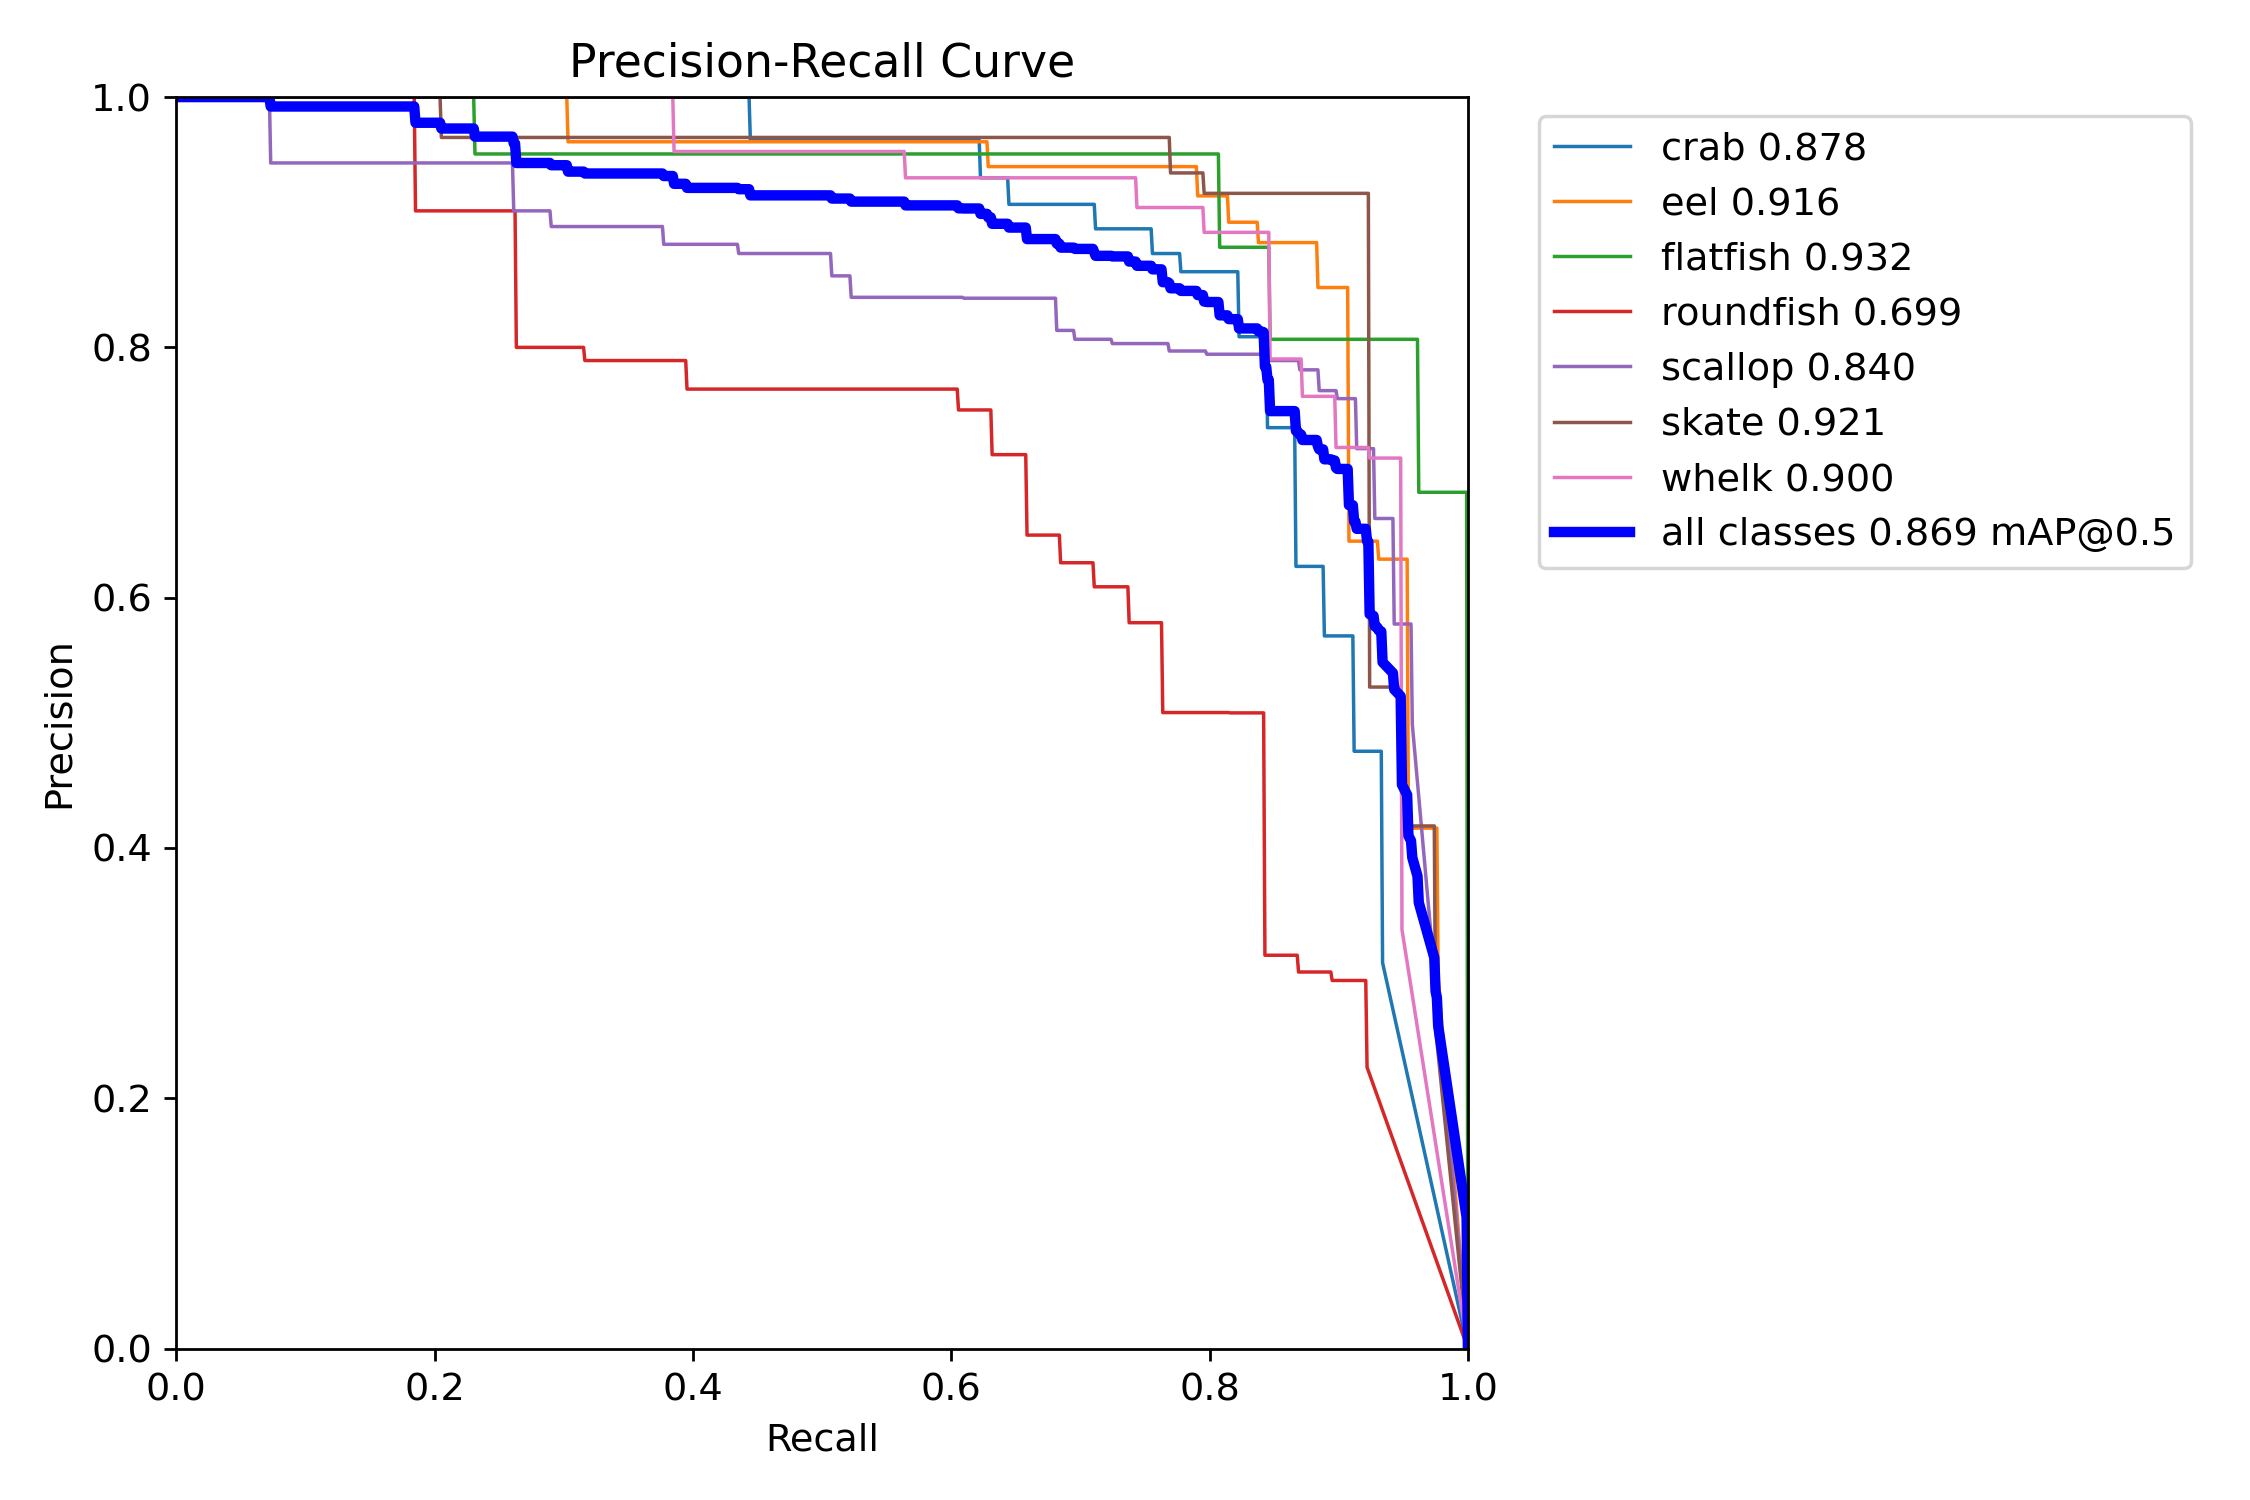 Precision-Recall Curve
1.0
0.8
0.6
0.4
0.2
0.0
Precision
0.0 0.2 0.4 0.6 0.8 1.0
Recall
crab 0.878
eel 0.916
flatfish 0.932
roundfish 0.699
scallop 0.840
skate 0.921
whelk 0.900
all classes 0.869 mAP@0.5